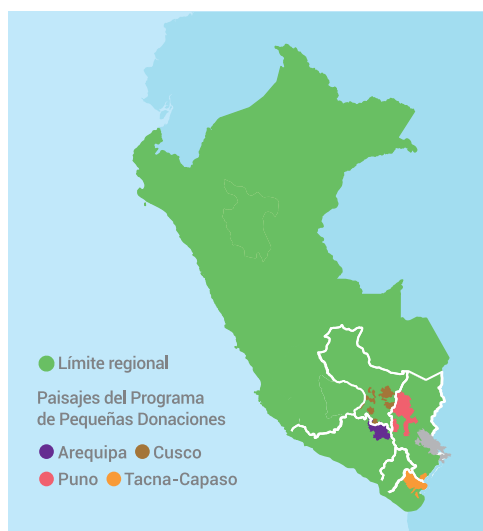 Límite regional
Paisajes del Programa
de Pequeñas Donaciones
Arequipa Cusco
Puno Tacna-Capaso